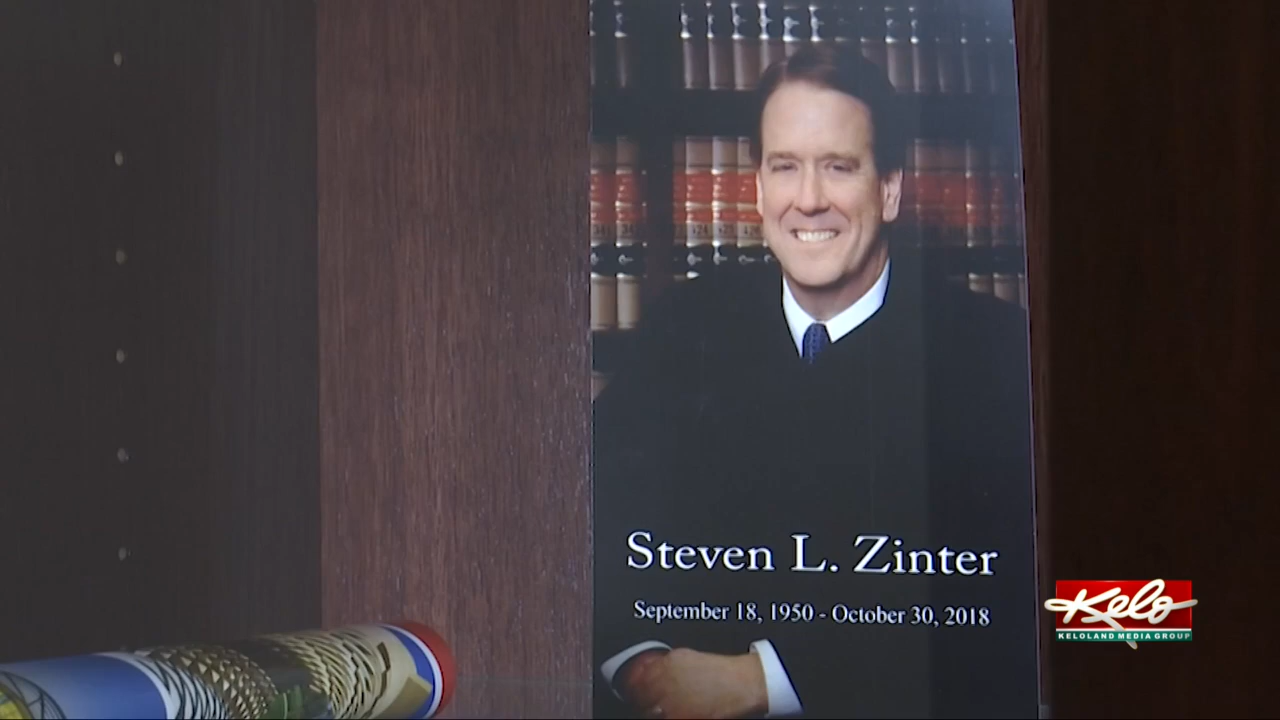 Steven L. Zinter
September 18, 1950 - October 30, 2018
Kelo
KELOLAND MEDIA GROUP